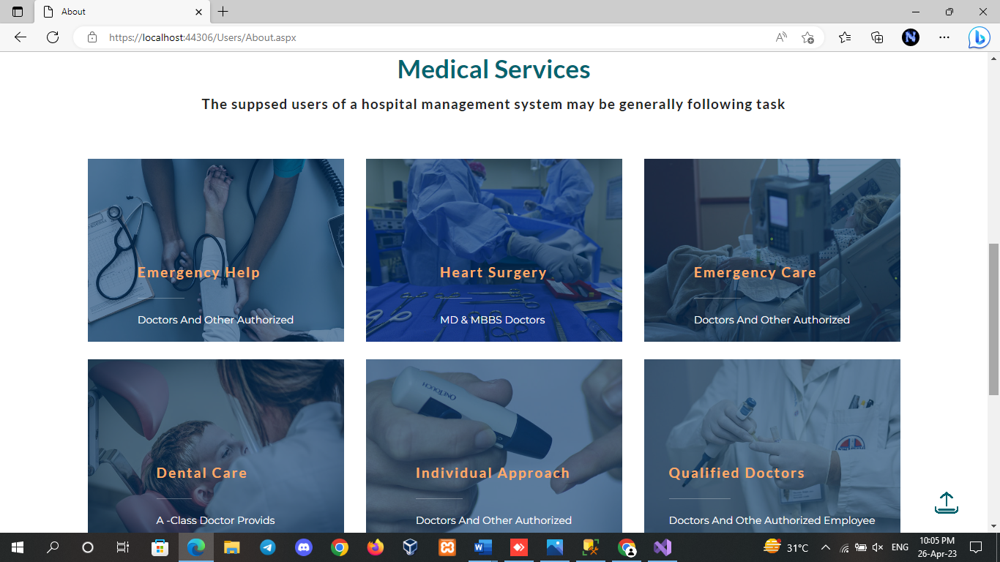 About
https://localhost:44306/Users/About.aspx
Medical Services
The suppsed users of a hospital management system may be generally following task
Emergency Help
Doctors And Other Authorized
Heart Surgery
MD & MBBS Doctors
Emergency Care
Doctors And Other Authorized
ONETOUCH
Dental Care
A -Class Doctor Provids
Individual Approach
Doctors And Other Authorized
Qualified Doctors
Doctors And Othe Authorized Employee
31°C
ENG
10:05 PM
26-Apr-23